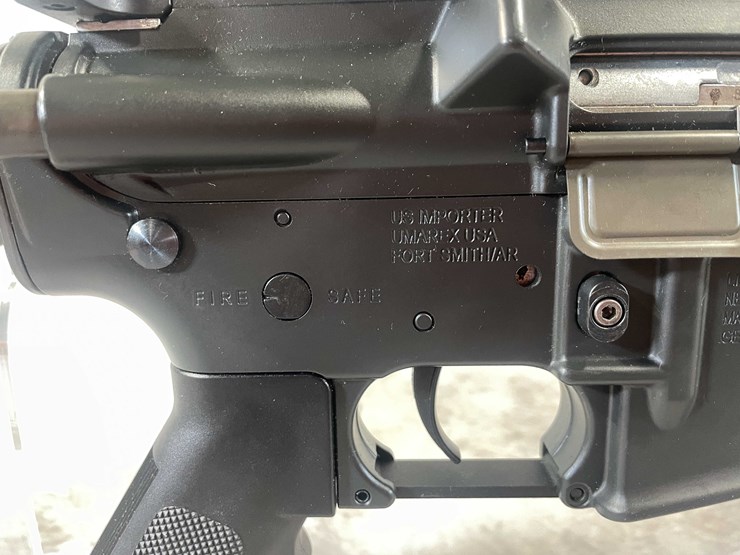 US IMPORTER
UMAREX USA
FORT SMITH/AR
FIRE SAFE